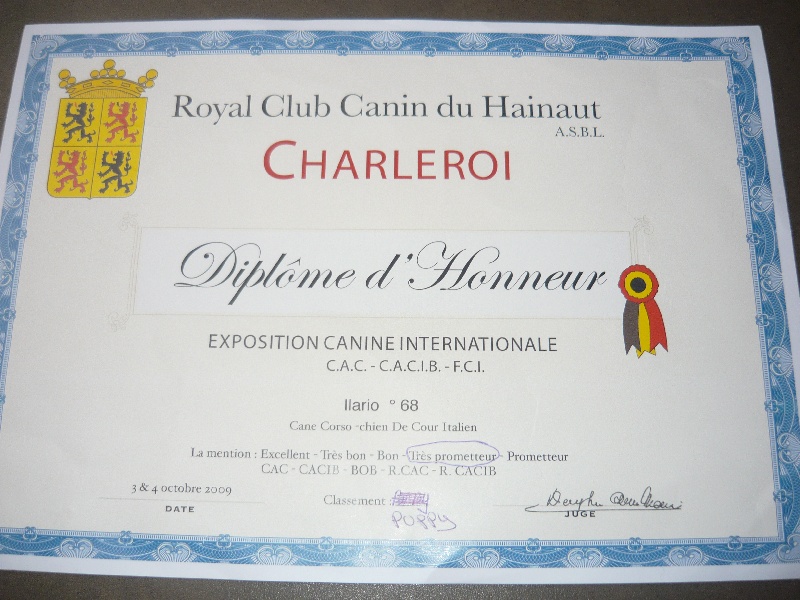 Royal Club Canin du Hainaut
A.S.B.L.
CHARLEROI
Diplôme d'Honneur
EXPOSITION CANINE INTERNATIONALE
C.A.C. - C.A.C.I.B. - F.C.I.
Ilario ° 68
Cane Corso -chien De Cour Italien
La mention : Excellent - Très bon - Bon - Très prometteur - Prometteur
CAC - CACIB - BOB - R.CAC - R. CACIB
3 & 4 octobre 2009
DATE
Classement :
PUPPY
JUGE